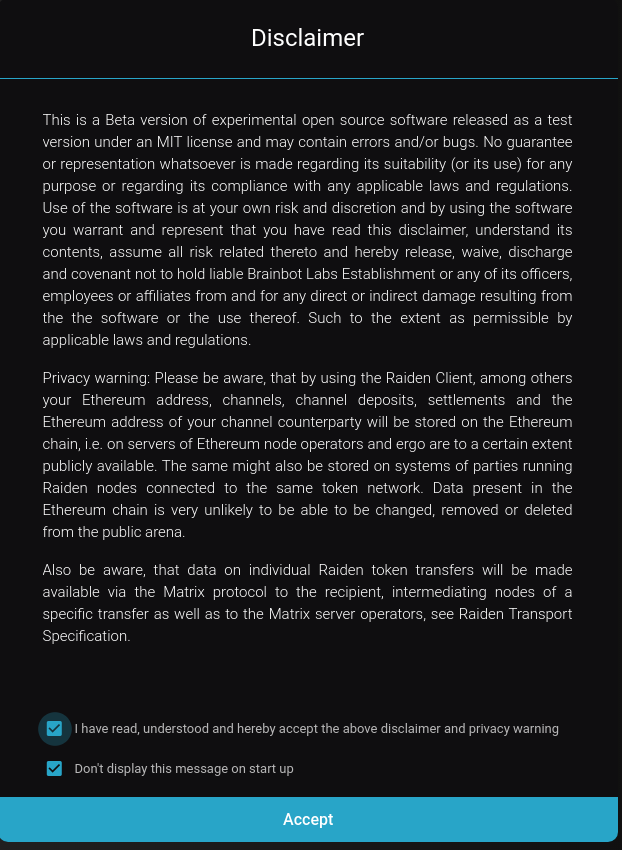 Disclaimer
This is a Beta version of experimental open source software released as a test
version under an MIT license and may contain errors and/or bugs. No guarantee
or representation whatsoever is made regarding its suitability (or its use) for any
purpose or regarding its compliance with any applicable laws and regulations.
Use of the software is at your own risk and discretion and by using the software
you warrant and represent that you have read this disclaimer, understand its
contents, assume all risk related thereto and hereby release, waive, discharge
and covenant not to hold liable Brainbot Labs Establishment or any of its officers,
employees or affiliates from and for any direct or indirect damage resulting from
the the software or the use thereof. Such to the extent as permissible by
applicable laws and regulations.
Privacy warning: Please be aware, that by using the Raiden Client, among others
your Ethereum address, channels, channel deposits, settlements and the
Ethereum address of your channel counterparty will be stored on the Ethereum
chain, i.e. on servers of Ethereum node operators and ergo are to a certain extent
publicly available. The same might also be stored on systems of parties running
Raiden nodes connected to the same token network. Data present in the
Ethereum chain is very unlikely to be able to be changed, removed or deleted
from the public arena.
Also be aware, that data on individual Raiden token transfers will be made
available via the Matrix protocol to the recipient, intermediating nodes of a
specific transfer as well as to the Matrix server operators, see Raiden Transport
Specification.
I have read, understood and hereby accept the above disclaimer and privacy warning
Don't display this message on start up
Accept